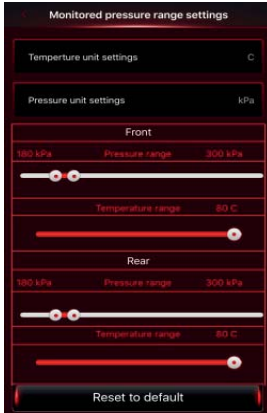 Monitored pressure range settings
Temperture unit settings C
Pressure unit settings kPa
Front
180 kPa Pressure range 300 kPa
Temperature range 80 C
Rear
180 kPa Pressure range 300 kPa
Temperature range 80 C
Reset to default